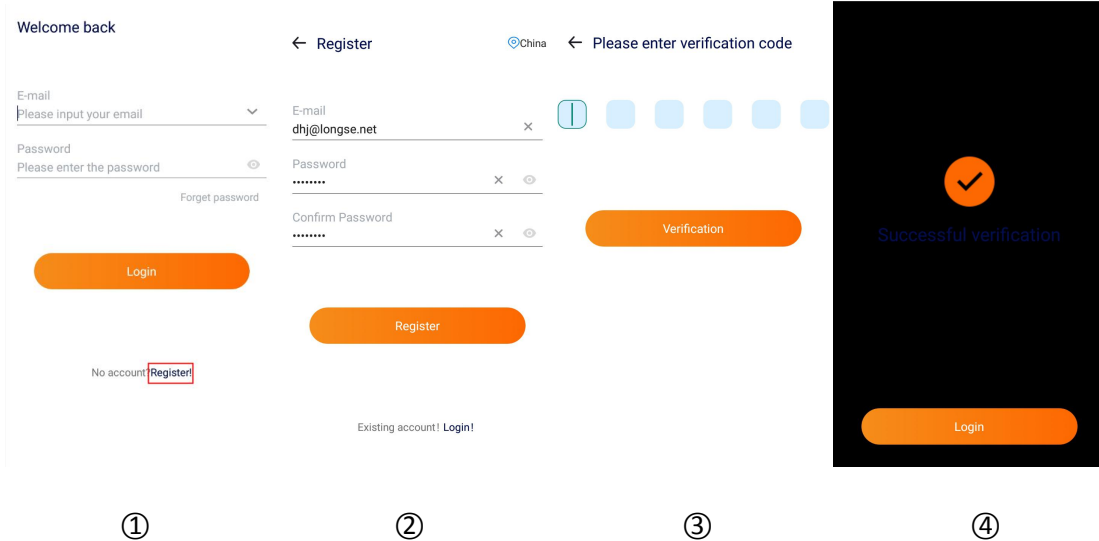 Welcome back
E-mail
Please input your email
Password
Please enter the password
Forget password
Login
No account?Register!
①
Register
China
E-mail
dhj@longse.net
Password
••••••••
Confirm Password
••••••••
Register
Existing account! Login!
②
Please enter verification code
Verification
③
Successful verification
Login
④